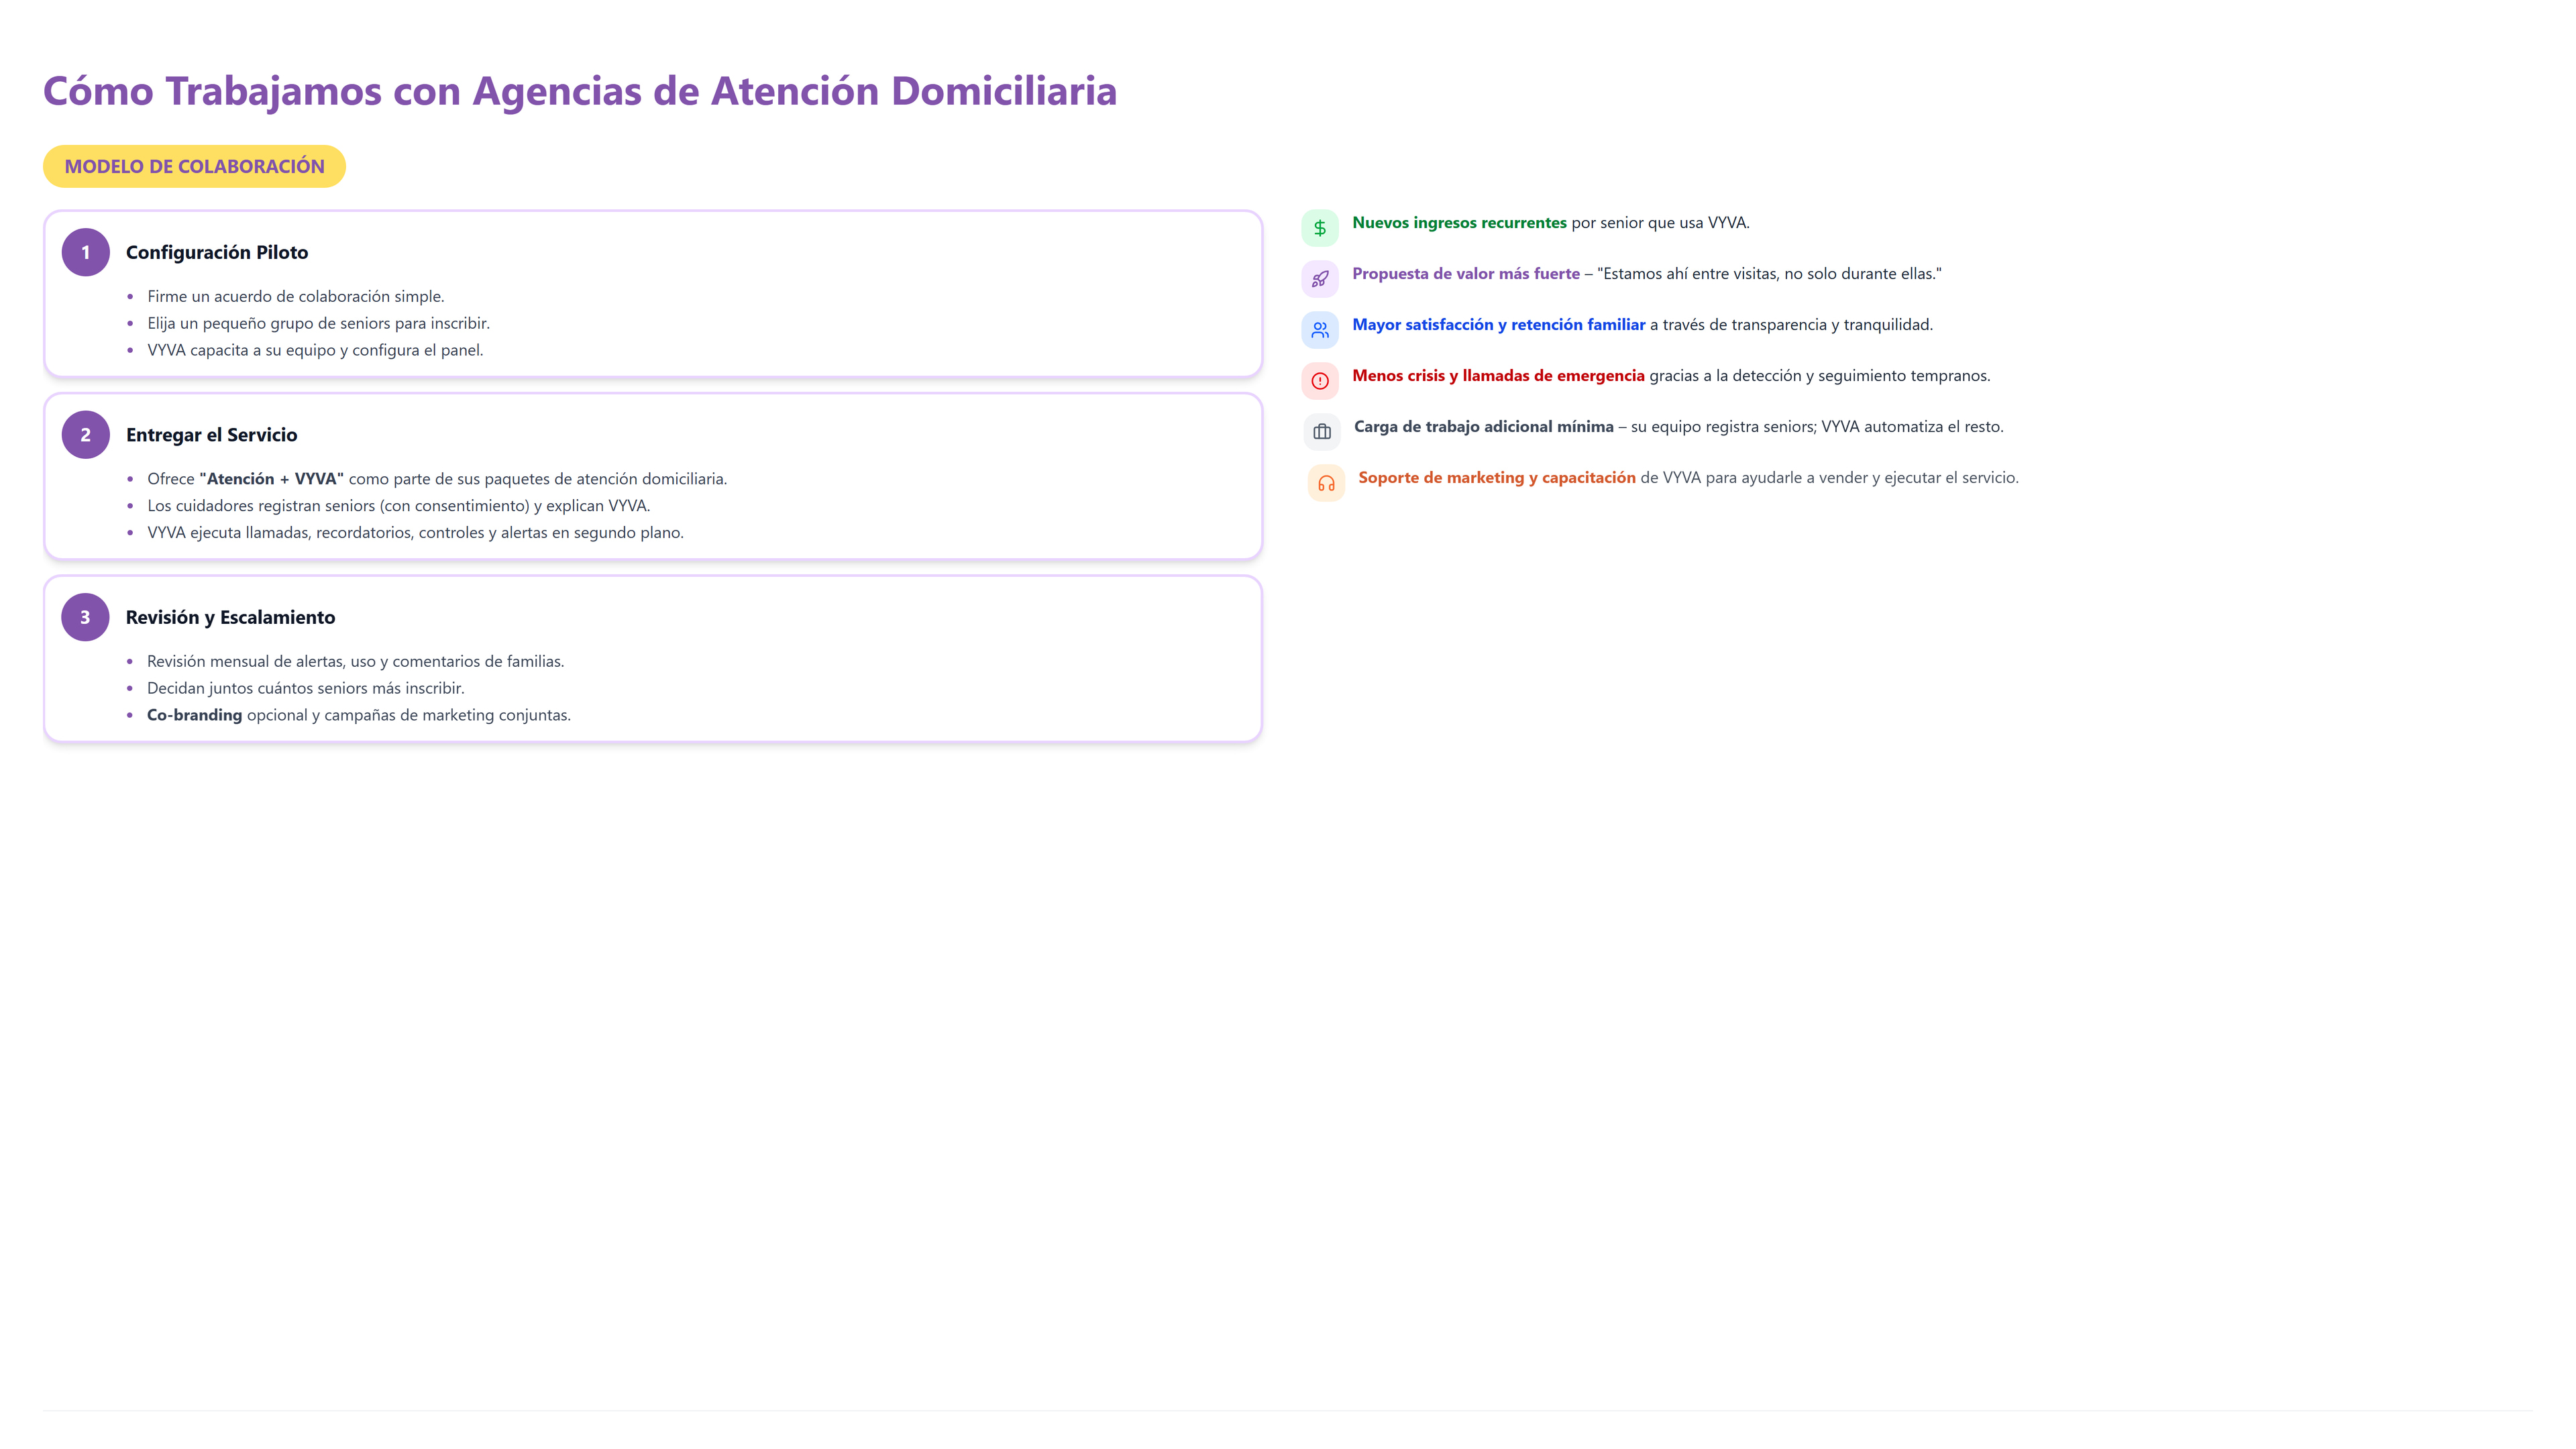 Cómo Trabajamos con Agencias de Atención Domiciliaria
MODELO DE COLABORACIÓN
1
Configuración Piloto
• Firme un acuerdo de colaboración simple.
• Elija un pequeño grupo de seniors para inscribir.
• VYVA capacita a su equipo y configura el panel.
2
Entregar el Servicio
• Ofrece "Atención + VYVA" como parte de sus paquetes de atención domiciliaria.
• Los cuidadores registran seniors (con consentimiento) y explican VYVA.
• VYVA ejecuta llamadas, recordatorios, controles y alertas en segundo plano.
3
Revisión y Escalamiento
• Revisión mensual de alertas, uso y comentarios de familias.
• Decidan juntos cuántos seniors más inscribir.
• Co-branding opcional y campañas de marketing conjuntas.
Nuevos ingresos recurrentes por senior que usa VYVA.
Propuesta de valor más fuerte – "Estamos ahí entre visitas, no solo durante ellas."
Mayor satisfacción y retención familiar a través de transparencia y tranquilidad.
Menos crisis y llamadas de emergencia gracias a la detección y seguimiento tempranos.
Carga de trabajo adicional mínima – su equipo registra seniors; VYVA automatiza el resto.
Soporte de marketing y capacitación de VYVA para ayudarle a vender y ejecutar el servicio.